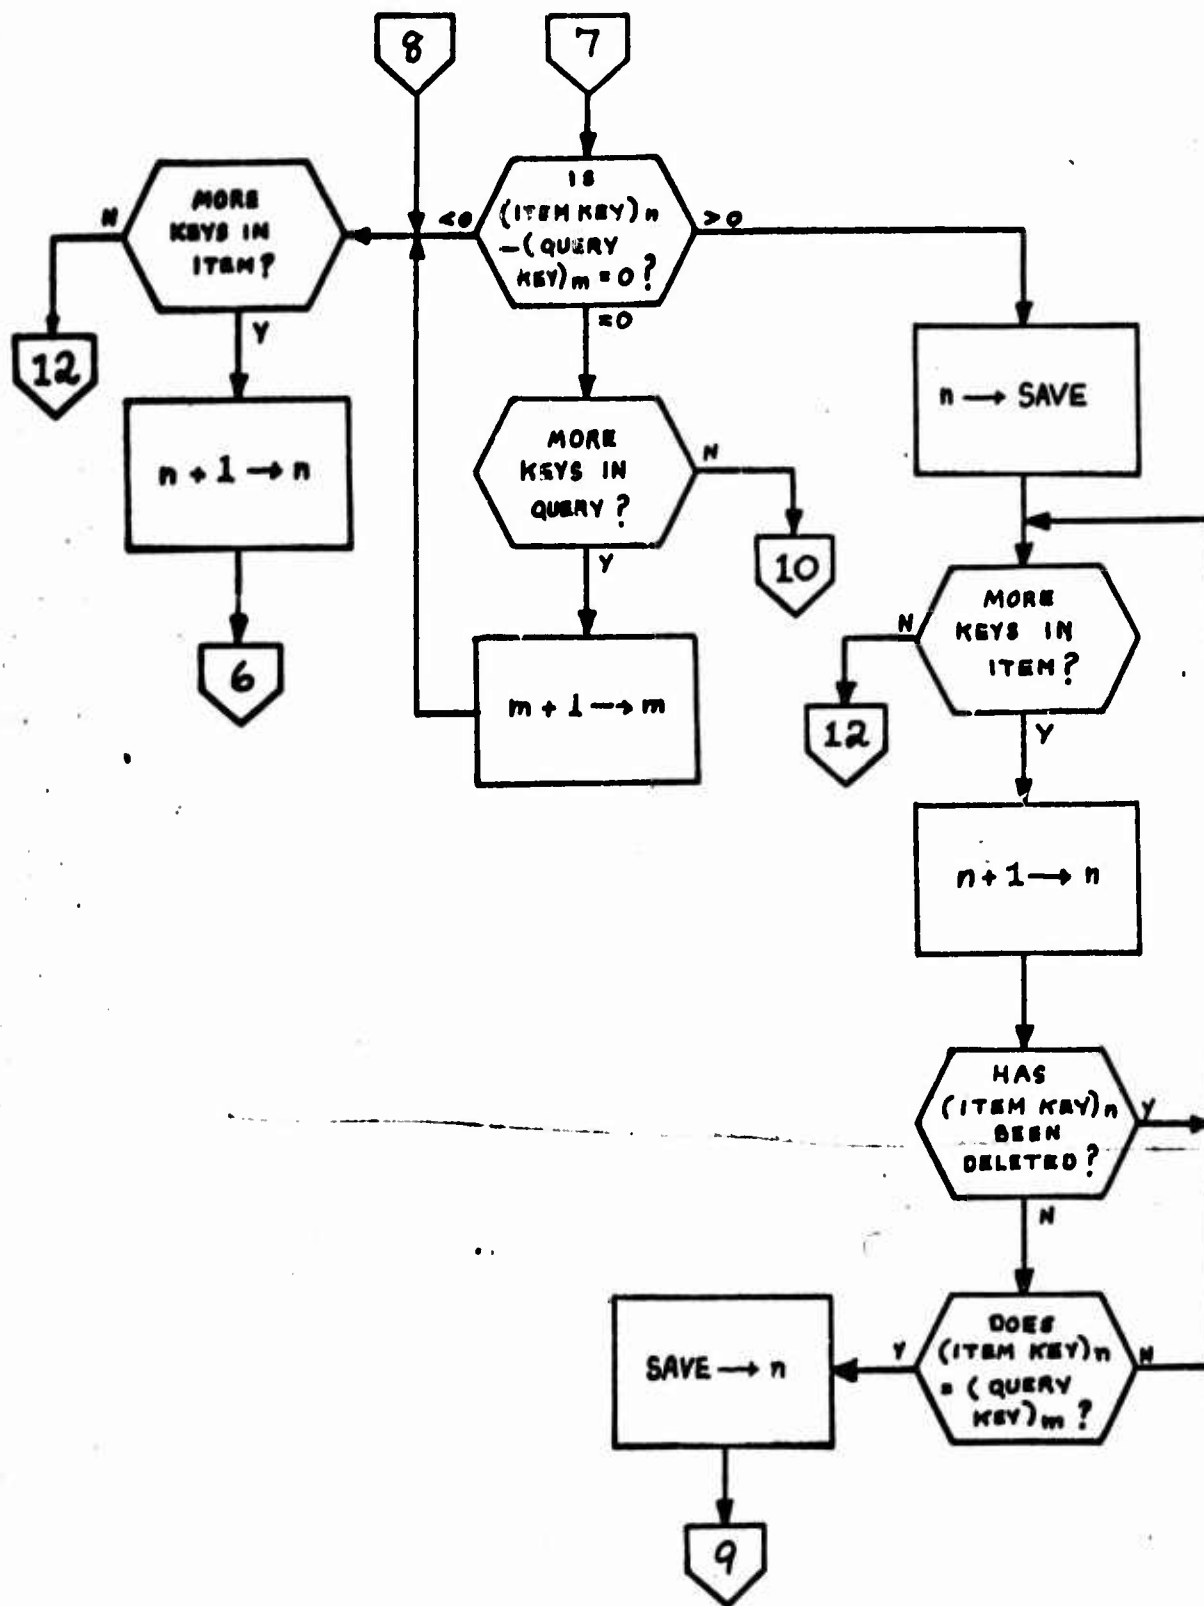 8
7
MORE
KEYS IN
ITEM?
N
Y
12
n + 1 → n
6
IS
(ITEM KEY)n
-(QUERY
KEY)m = 0?
<0
>0
=0
MORE
KEYS IN
QUERY?
N
Y
10
m + 1 → m
n → SAVE
MORE
KEYS IN
ITEM?
N
Y
12
n + 1 → n
HAS
(ITEM KEY)n
BEEN
DELETED?
Y
N
DOES
(ITEM KEY)n
= (QUERY
KEY)m?
Y
N
SAVE → n
9